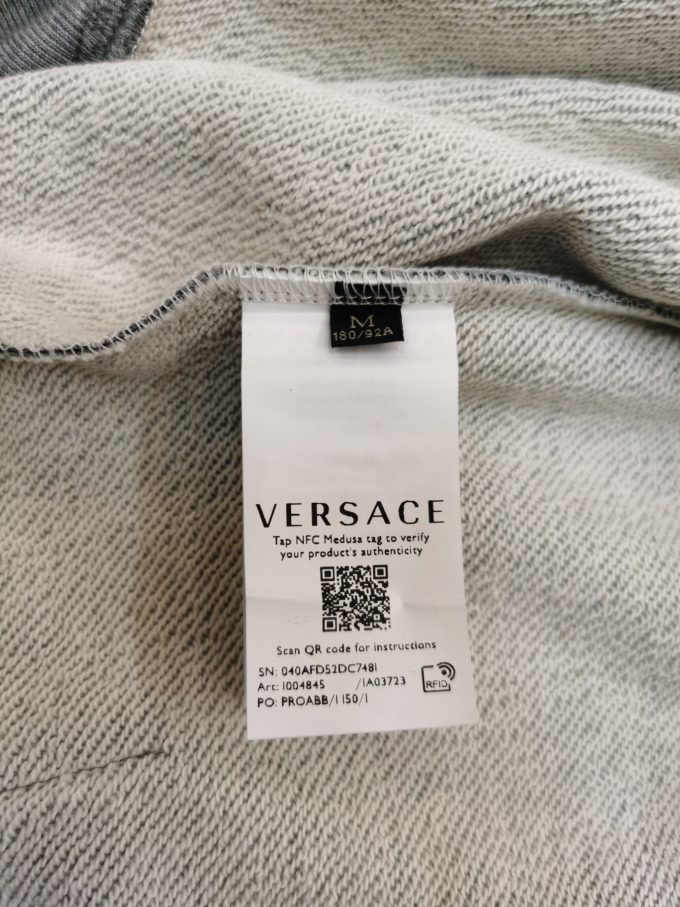 M
180/92A
VERSACE
Tap NFC Medusa tag to verify
your product's authenticity
Scan QR code for instructions
SN: 040AFD52DC7481
Art: 1004845 /1A03723
PO: PROABB/1150/1
RFID